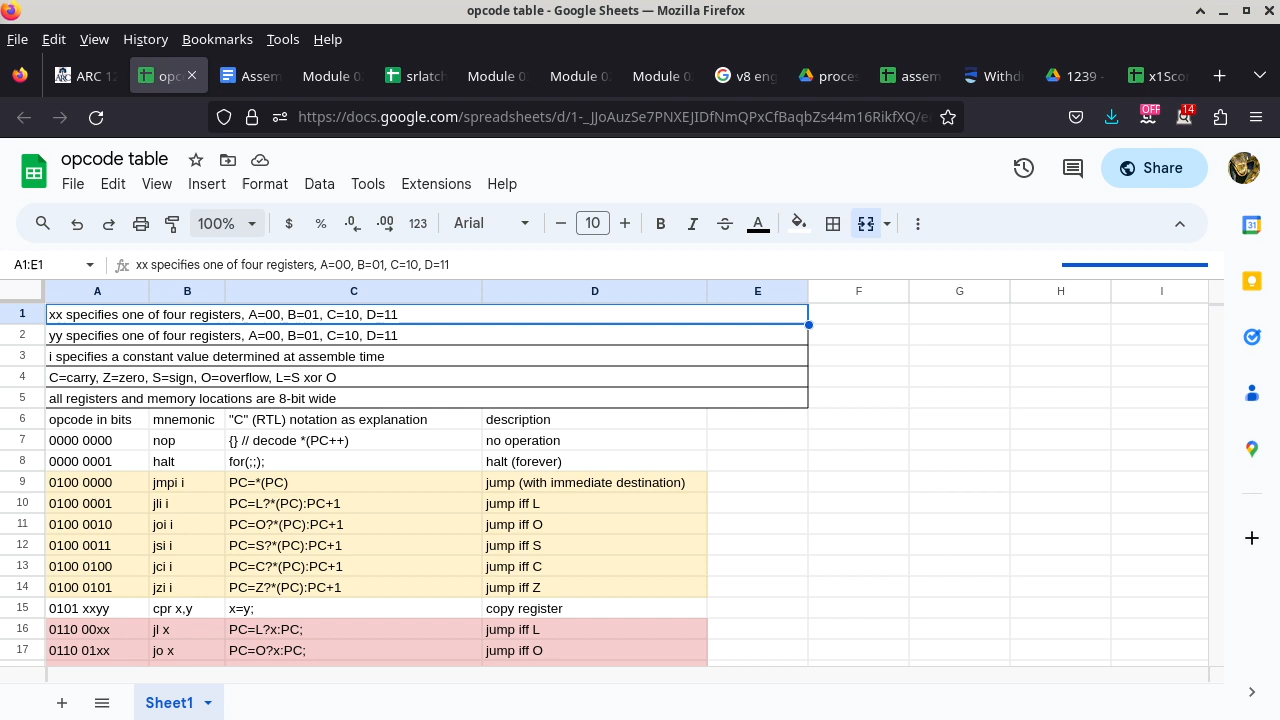 opcode table - Google Sheets — Mozilla Firefox
File Edit View History Bookmarks Tools Help
ARC 12 opc Assem Module 0 srlatch Module 0 Module 0 Module 0 v8 eng proces assem Withd 1239 - x1Sco
https://docs.google.com/spreadsheets/d/1-_JJoAuzSe7PNXEJIDfNmQPxCfBaqbZs44m16RikfXQ/e OFF 14
opcode table
File Edit View Insert Format Data Tools Extensions Help
Share
100% $ % .0 .00 123 Arial 10 B I A
31
A1:E1 fx xx specifies one of four registers, A=00, B=01, C=10, D=11
A B C D E F G H I
1 xx specifies one of four registers, A=00, B=01, C=10, D=11
2 yy specifies one of four registers, A=00, B=01, C=10, D=11
3 i specifies a constant value determined at assemble time
4 C=carry, Z=zero, S=sign, O=overflow, L=S xor O
5 all registers and memory locations are 8-bit wide
6 opcode in bits mnemonic "C" (RTL) notation as explanation description
7 0000 0000 nop {} // decode *(PC++) no operation
8 0000 0001 halt for(;;); halt (forever)
9 0100 0000 jmpi i PC=*(PC) jump (with immediate destination)
10 0100 0001 jli i PC=L?*(PC):PC+1 jump iff L
11 0100 0010 joi i PC=O?*(PC):PC+1 jump iff O
12 0100 0011 jsi i PC=S?*(PC):PC+1 jump iff S
13 0100 0100 jci i PC=C?*(PC):PC+1 jump iff C
14 0100 0101 jzi i PC=Z?*(PC):PC+1 jump iff Z
15 0101 xxyy cpr x,y x=y; copy register
16 0110 00xx jl x PC=L?x:PC; jump iff L
17 0110 01xx jo x PC=O?x:PC; jump iff O
Sheet1